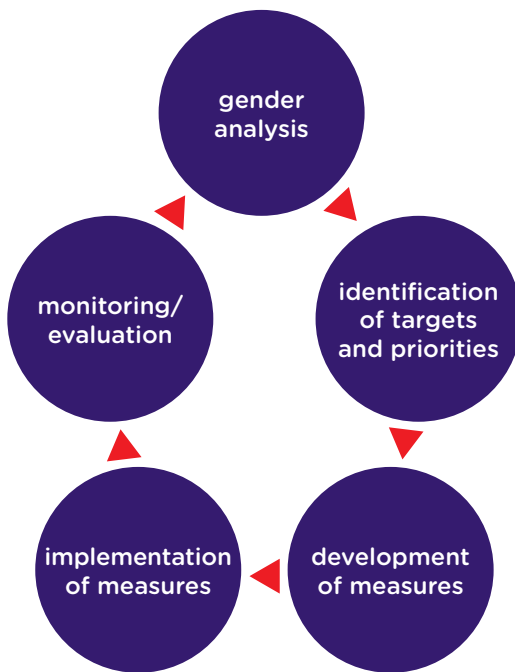 gender
analysis
identification
of targets
and priorities
development
of measures
implementation
of measures
monitoring/
evaluation